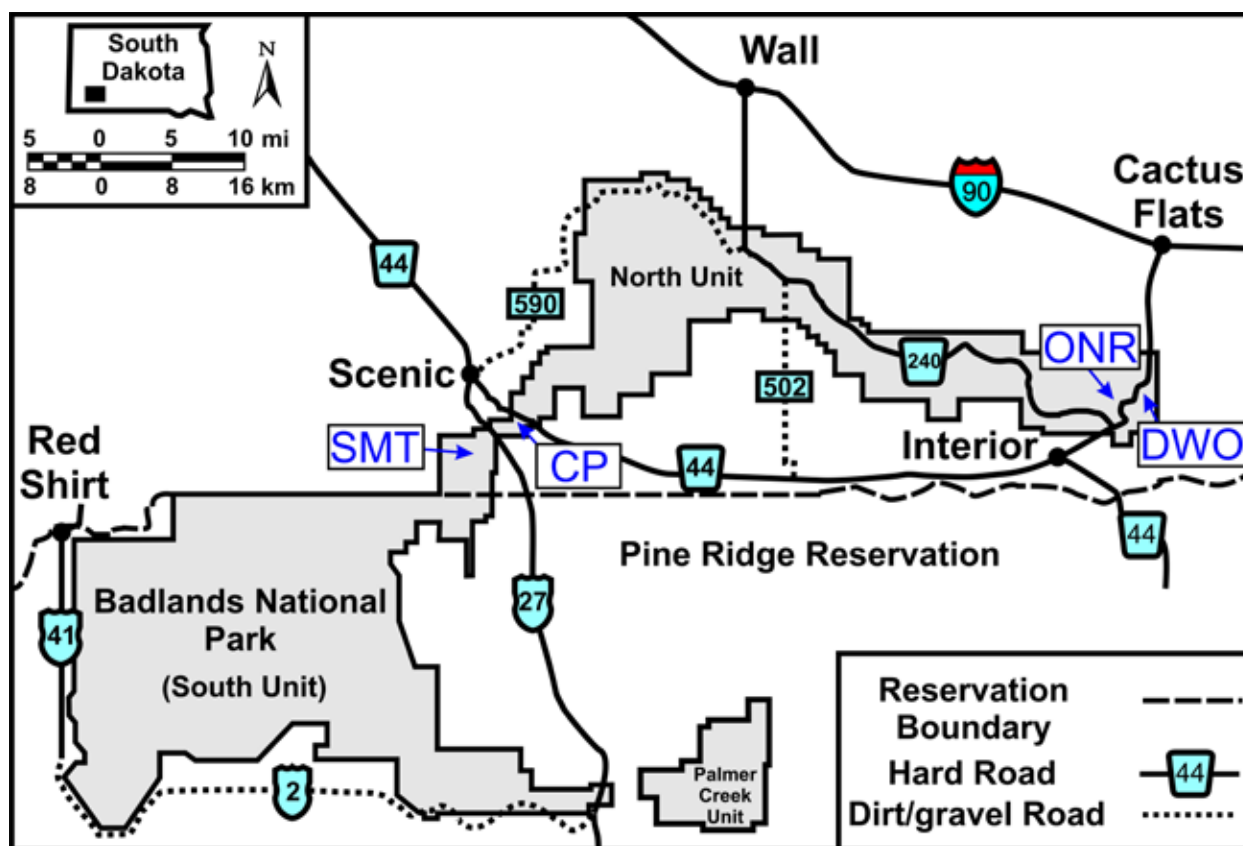 South
Dakota
N
5 0 5 10 mi
8 0 8 16 km
Wall
90
Cactus
Flats
44
590
North Unit
240
ONR
Scenic
502
Red
Shirt
SMT
CP
44
Interior
DWO
44
Pine Ridge Reservation
Badlands National
Park
(South Unit)
41
27
2
Palmer
Creek
Unit
Reservation
Boundary
Hard Road
44
Dirt/gravel Road